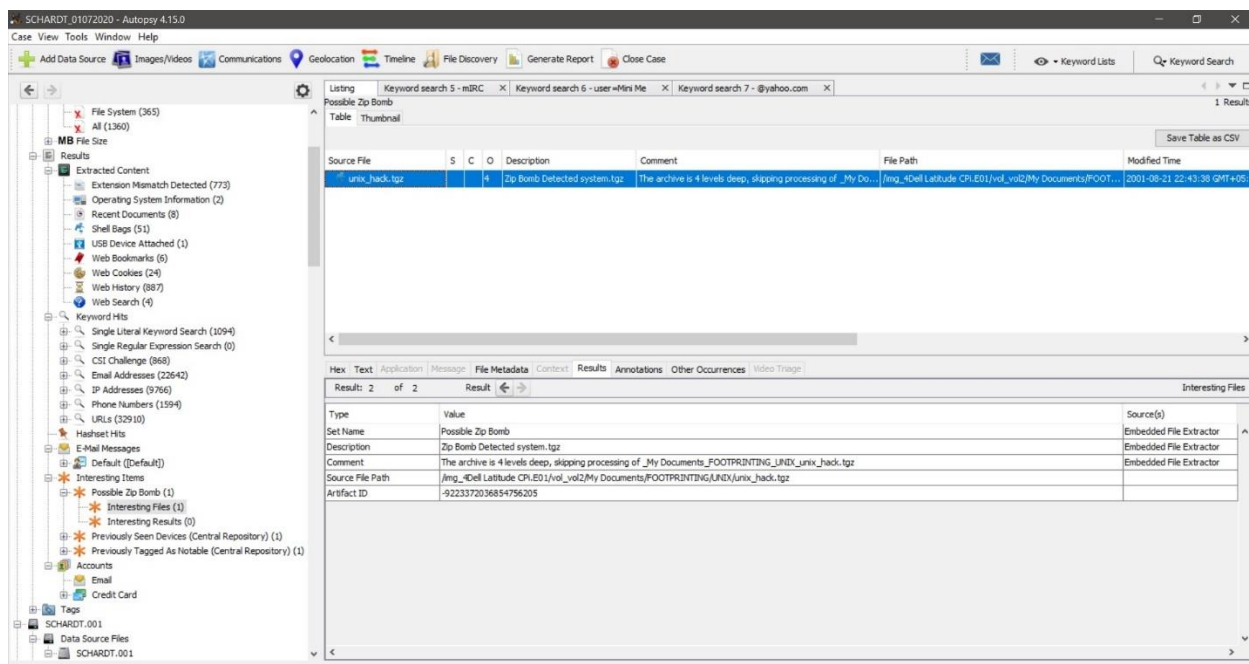 SCHARDT_01072020 - Autopsy 4.15.0
Case View Tools Window Help
Add Data Source Images/Videos Communications Geolocation Timeline File Discovery Generate Report Close Case Keyword Lists Keyword Search
File System (365)
All (1360)
MB File Size
Results
Extracted Content
Extension Mismatch Detected (773)
Operating System Information (2)
Recent Documents (8)
Shell Bags (51)
USB Device Attached (1)
Web Bookmarks (6)
Web Cookies (24)
Web History (887)
Web Search (4)
Keyword Hits
Single Literal Keyword Search (1094)
Single Regular Expression Search (0)
CSI Challenge (868)
Email Addresses (22642)
IP Addresses (9766)
Phone Numbers (1594)
URLs (32910)
Hashset Hits
E-Mail Messages
Default ([Default])
Interesting Items
Possible Zip Bomb (1)
Interesting Files (1)
Interesting Results (0)
Previously Seen Devices (Central Repository) (1)
Previously Tagged As Notable (Central Repository) (1)
Accounts
Email
Credit Card
Tags
SCHARDT.001
Data Source Files
SCHARDT.001
Listing Keyword search 5 - mIRC Keyword search 6 - user=Mini Me Keyword search 7 - @yahoo.com
Possible Zip Bomb 1 Result
Table Thumbnail
Save Table as CSV
Source File S C O Description Comment File Path Modified Time
unix_hack.tgz 4 Zip Bomb Detected system.tgz The archive is 4 levels deep, skipping processing of _My Do... /img_4Dell Latitude CPi.E01/vol_vol2/My Documents/FOOT... 2001-08-21 22:43:38 GMT+05:
Hex Text Application Message File Metadata Context Results Annotations Other Occurrences Video Triage
Result: 2 of 2 Result Interesting Files
Type Value Source(s)
Set Name Possible Zip Bomb Embedded File Extractor
Description Zip Bomb Detected system.tgz Embedded File Extractor
Comment The archive is 4 levels deep, skipping processing of _My Documents_FOOTPRINTING_UNIX_unix_hack.tgz Embedded File Extractor
Source File Path /img_4Dell Latitude CPi.E01/vol_vol2/My Documents/FOOTPRINTING/UNIX/unix_hack.tgz
Artifact ID -9223372036854756205